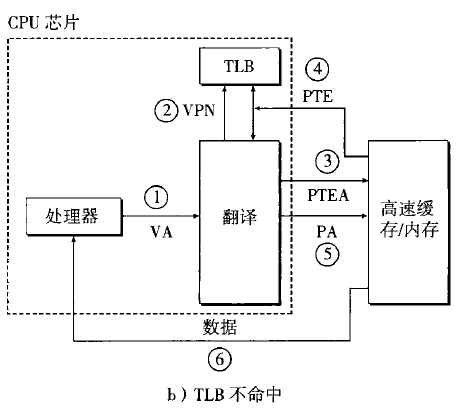 CPU 芯片
TLB
④
② VPN
PTE
①
③
处理器
翻译
PTEA
高速缓
存/内存
VA
PA
⑤
数据
⑥
b）TLB 不命中